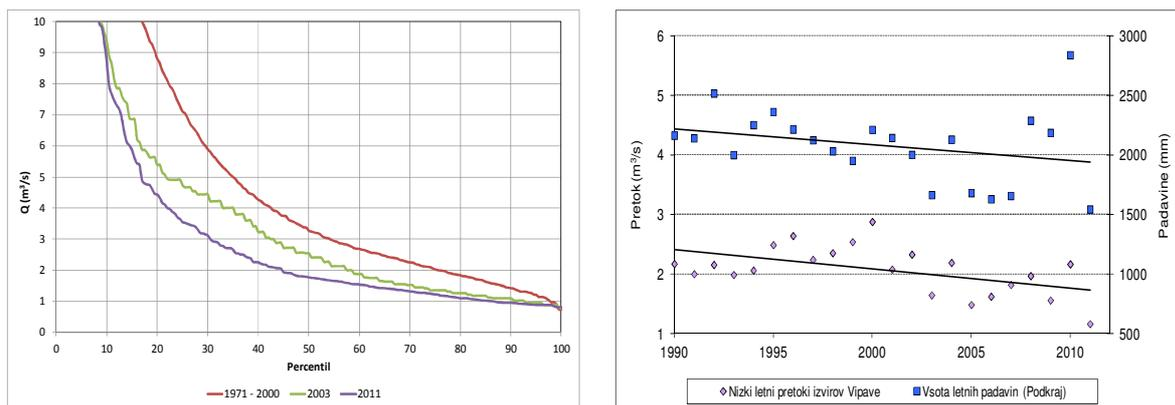 10
9
8
7
6
5
4
3
2
1
0
Q (m³/s)
0 10 20 30 40 50 60 70 80 90 100
Percentil
1971 - 2000 2003 2011
6
5
4
3
2
1
Pretok (m³/s)
3000
2500
2000
1500
1000
500
Padavine (mm)
1990 1995 2000 2005 2010
Nizki letni pretoki izvirov Vipave Vsota letnih padavin (Podkraj)